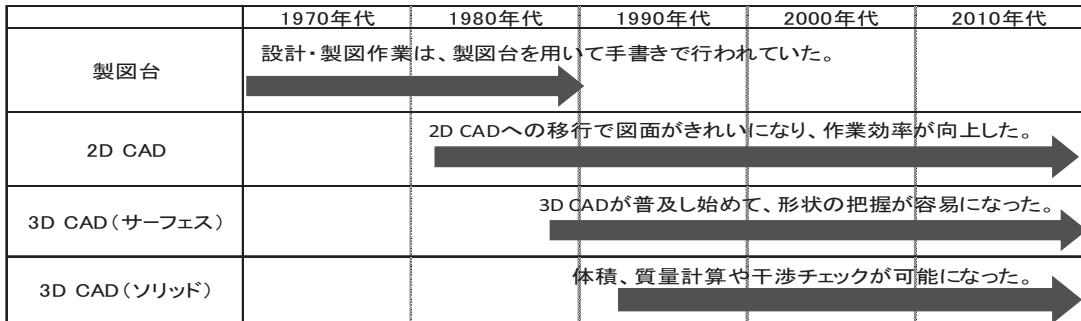 1970年代 1980年代 1990年代 2000年代 2010年代
製図台 設計・製図作業は、製図台を用いて手書きで行われていた。
2D CAD 2D CADへの移行で図面がきれいになり、作業効率が向上した。
3D CAD（サーフェス） 3D CADが普及し始めて、形状の把握が容易になった。
3D CAD（ソリッド） 体積、質量計算や干渉チェックが可能になった。